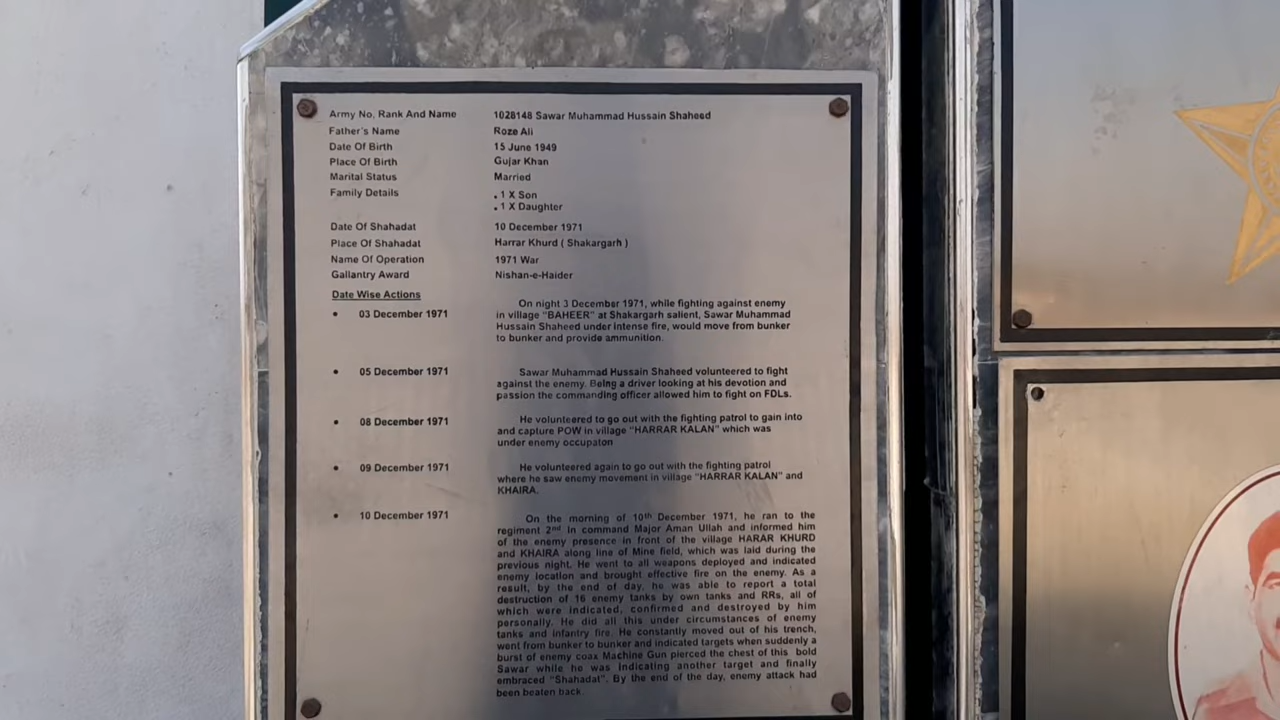 Army No, Rank And Name 1028148 Sawar Muhammad Hussain Shaheed
Father's Name Roze Ali
Date Of Birth 15 June 1949
Place Of Birth Gujar Khan
Marital Status Married
Family Details • 1 X Son
• 1 X Daughter
Date Of Shahadat 10 December 1971
Place Of Shahadat Harrar Khurd ( Shakargarh )
Name Of Operation 1971 War
Gallantry Award Nishan-e-Haider
Date Wise Actions
• 03 December 1971 On night 3 December 1971, while fighting against enemy
in village "BAHEER" at Shakargarh salient, Sawar Muhammad
Hussain Shaheed under intense fire, would move from bunker
to bunker and provide ammunition.
• 05 December 1971 Sawar Muhammad Hussain Shaheed volunteered to fight
against the enemy. Being a driver looking at his devotion and
passion the commanding officer allowed him to fight on FDLs.
• 08 December 1971 He volunteered to go out with the fighting patrol to gain into
and capture POW in village "HARRAR KALAN" which was
under enemy occupaton
• 09 December 1971 He volunteered again to go out with the fighting patrol
where he saw enemy movement in village "HARRAR KALAN" and
KHAIRA.
• 10 December 1971 On the morning of 10th December 1971, he ran to the
regiment 2nd in command Major Aman Ullah and informed him
of the enemy presence in front of the village HARAR KHURD
and KHAIRA along line of Mine field, which was laid during the
previous night. He went to all weapons deployed and indicated
enemy location and brought effective fire on the enemy. As a
result, by the end of day, he was able to report a total
destruction of 16 enemy tanks by own tanks and RRs, all of
which were indicated, confirmed and destroyed by him
personally. He did all this under circumstances of enemy
tanks and infantry fire. He constantly moved out of his trench,
went from bunker to bunker and indicated targets when suddenly a
burst of enemy coax Machine Gun pierced the chest of this bold
Sawar while he was indicating another target and finally
embraced "Shahadat". By the end of the day, enemy attack had
been beaten back